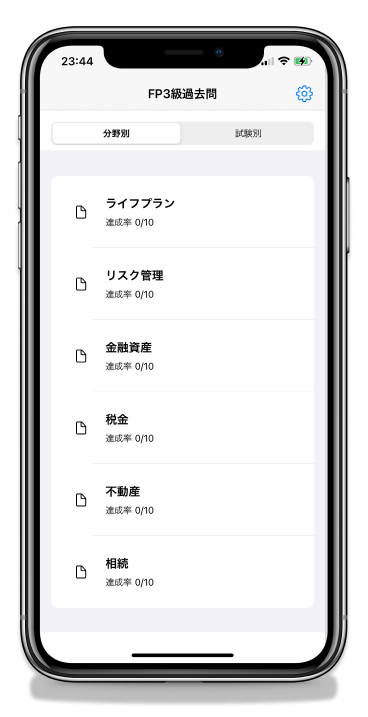 23:44
FP3級過去問
分野別
試験別
ライフプラン
達成率 0/10
リスク管理
達成率 0/10
金融資産
達成率 0/10
税金
達成率 0/10
不動産
達成率 0/10
相続
達成率 0/10